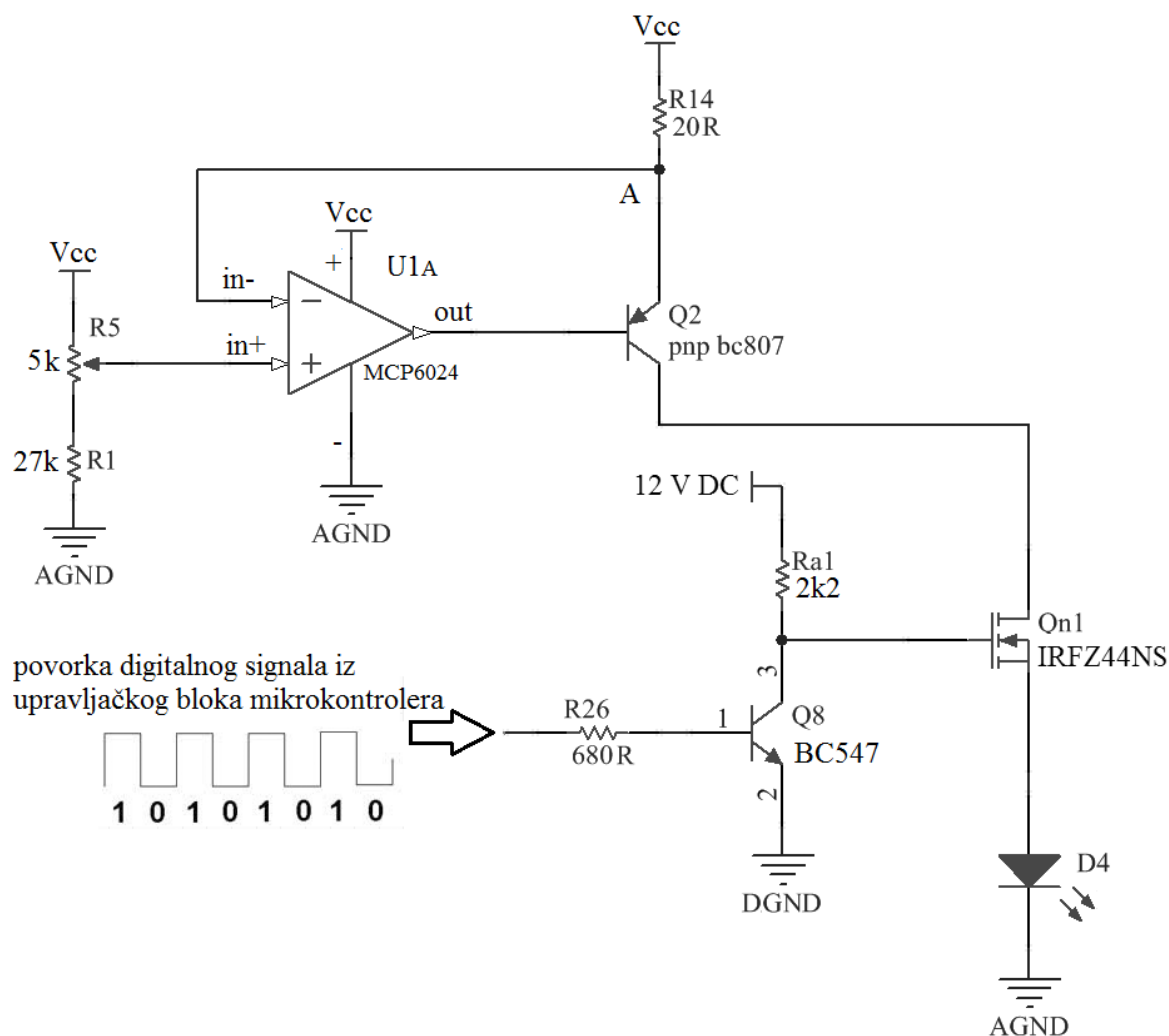 Vcc
R14
20R
A
Vcc
+
U1A
Vcc
in-
−
out
Q2
pnp bc807
R5
5k
in+
+
MCP6024
-
27k
R1
AGND
AGND
12 V DC
Ra1
2k2
Qn1
IRFZ44NS
povorka digitalnog signala iz
upravljačkog bloka mikrokontrolera
3
R26
680R
1
Q8
BC547
2
1 0 1 0 1 0 1 0
D4
DGND
AGND